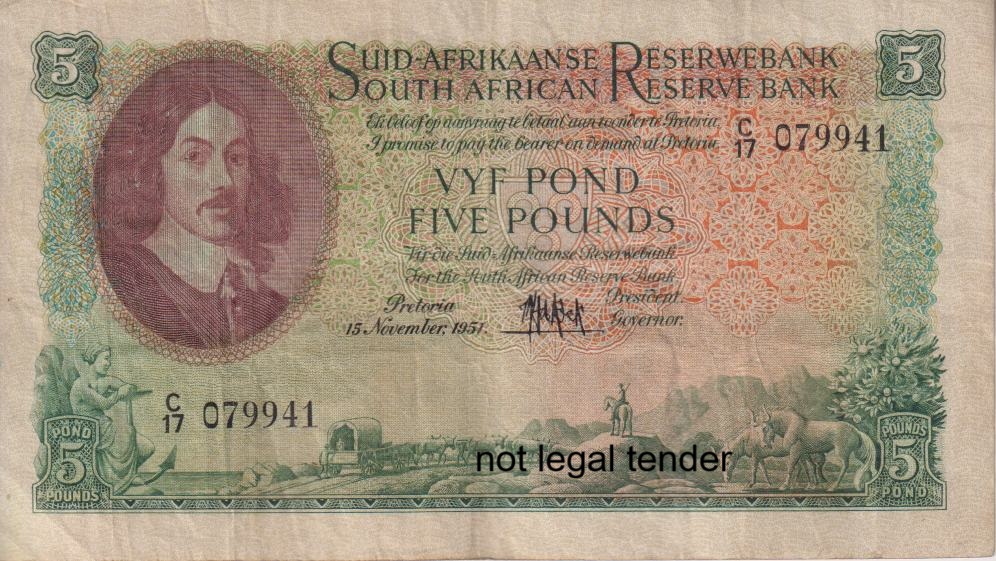 5 SUID-AFRIKAANSE RESERWEBANK 5
SOUTH AFRICAN RESERVE BANK
Ek beloof op aanvraag te betaal aan toonder te Pretoria.
I promise to pay the bearer on demand at Pretoria.
C/17 079941
VYF POND
FIVE POUNDS
Vir die Suid-Afrikaanse Reserwebank
For the South African Reserve Bank
Pretoria
President.
15 November, 1951.
Governor.
C/17 079941
not legal tender
POND 5 POUNDS
POUNDS 5 POND